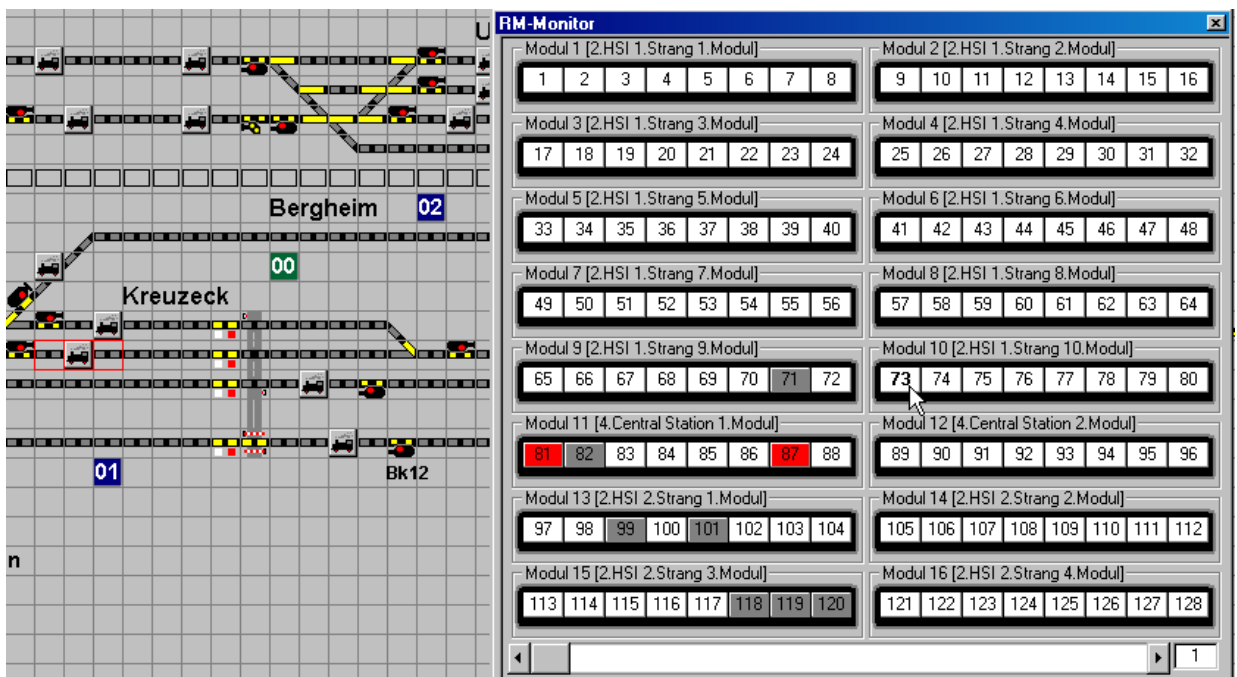 U
Bergheim 02
00
Kreuzeck
01
Bk12
n
RM-Monitor
Modul 1 [2.HSI 1.Strang 1.Modul]
1 2 3 4 5 6 7 8
Modul 2 [2.HSI 1.Strang 2.Modul]
9 10 11 12 13 14 15 16
Modul 3 [2.HSI 1.Strang 3.Modul]
17 18 19 20 21 22 23 24
Modul 4 [2.HSI 1.Strang 4.Modul]
25 26 27 28 29 30 31 32
Modul 5 [2.HSI 1.Strang 5.Modul]
33 34 35 36 37 38 39 40
Modul 6 [2.HSI 1.Strang 6.Modul]
41 42 43 44 45 46 47 48
Modul 7 [2.HSI 1.Strang 7.Modul]
49 50 51 52 53 54 55 56
Modul 8 [2.HSI 1.Strang 8.Modul]
57 58 59 60 61 62 63 64
Modul 9 [2.HSI 1.Strang 9.Modul]
65 66 67 68 69 70 71 72
Modul 10 [2.HSI 1.Strang 10.Modul]
73 74 75 76 77 78 79 80
Modul 11 [4.Central Station 1.Modul]
81 82 83 84 85 86 87 88
Modul 12 [4.Central Station 2.Modul]
89 90 91 92 93 94 95 96
Modul 13 [2.HSI 2.Strang 1.Modul]
97 98 99 100 101 102 103 104
Modul 14 [2.HSI 2.Strang 2.Modul]
105 106 107 108 109 110 111 112
Modul 15 [2.HSI 2.Strang 3.Modul]
113 114 115 116 117 118 119 120
Modul 16 [2.HSI 2.Strang 4.Modul]
121 122 123 124 125 126 127 128
1